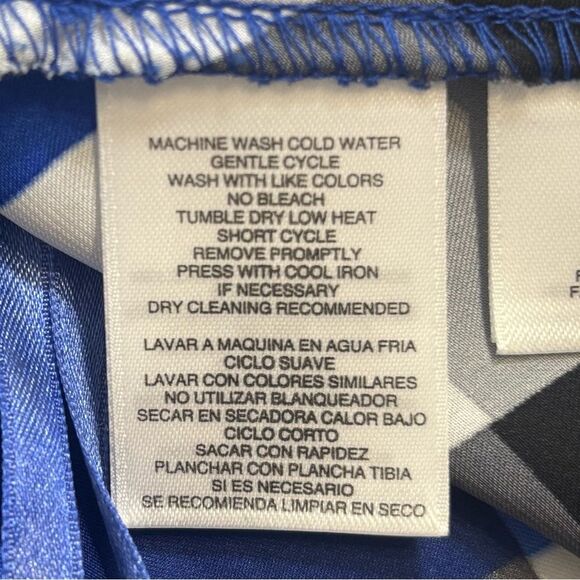 MACHINE WASH COLD WATER
GENTLE CYCLE
WASH WITH LIKE COLORS
NO BLEACH
TUMBLE DRY LOW HEAT
SHORT CYCLE
REMOVE PROMPTLY
PRESS WITH COOL IRON
IF NECESSARY
DRY CLEANING RECOMMENDED
LAVAR A MAQUINA EN AGUA FRIA
CICLO SUAVE
LAVAR CON COLORES SIMILARES
NO UTILIZAR BLANQUEADOR
SECAR EN SECADORA CALOR BAJO
CICLO CORTO
SACAR CON RAPIDEZ
PLANCHAR CON PLANCHA TIBIA
SI ES NECESARIO
SE RECOMIENDA LIMPIAR EN SECO